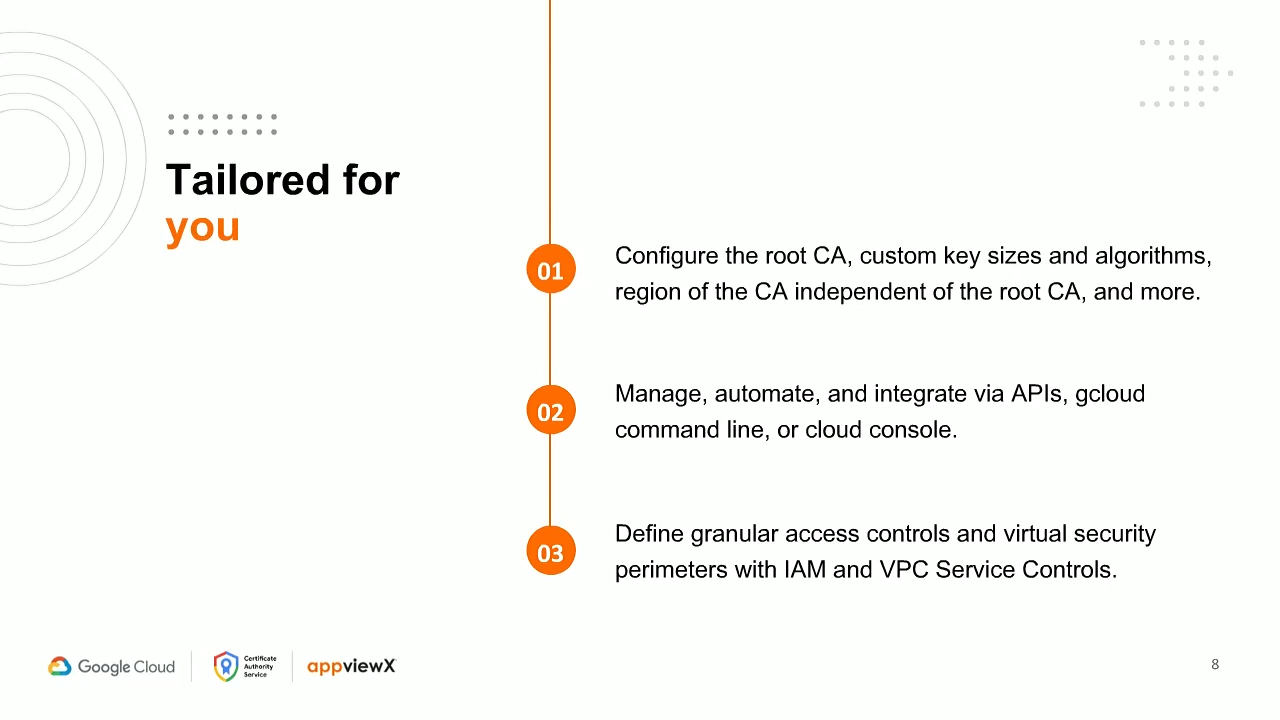 Tailored for
you
01
Configure the root CA, custom key sizes and algorithms,
region of the CA independent of the root CA, and more.
02
Manage, automate, and integrate via APIs, gcloud
command line, or cloud console.
03
Define granular access controls and virtual security
perimeters with IAM and VPC Service Controls.
Google Cloud
Certificate
Authority
Service
appviewX
8